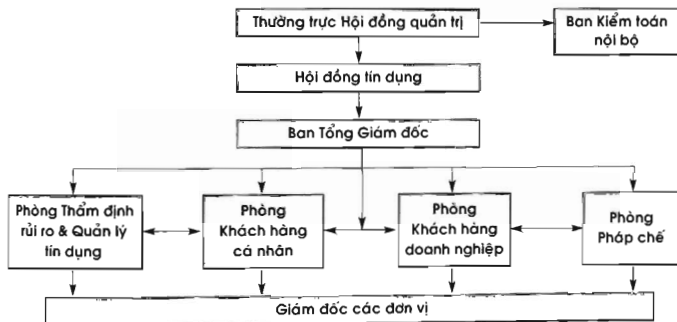 Thường trực Hội đồng quản trị
Ban Kiểm toán
nội bộ
Hội đồng tín dụng
Ban Tổng Giám đốc
Phòng Thẩm định
rủi ro & Quản lý
tín dụng
Phòng
Khách hàng
cá nhân
Phòng
Khách hàng
doanh nghiệp
Phòng
Pháp chế
Giám đốc các đơn vị